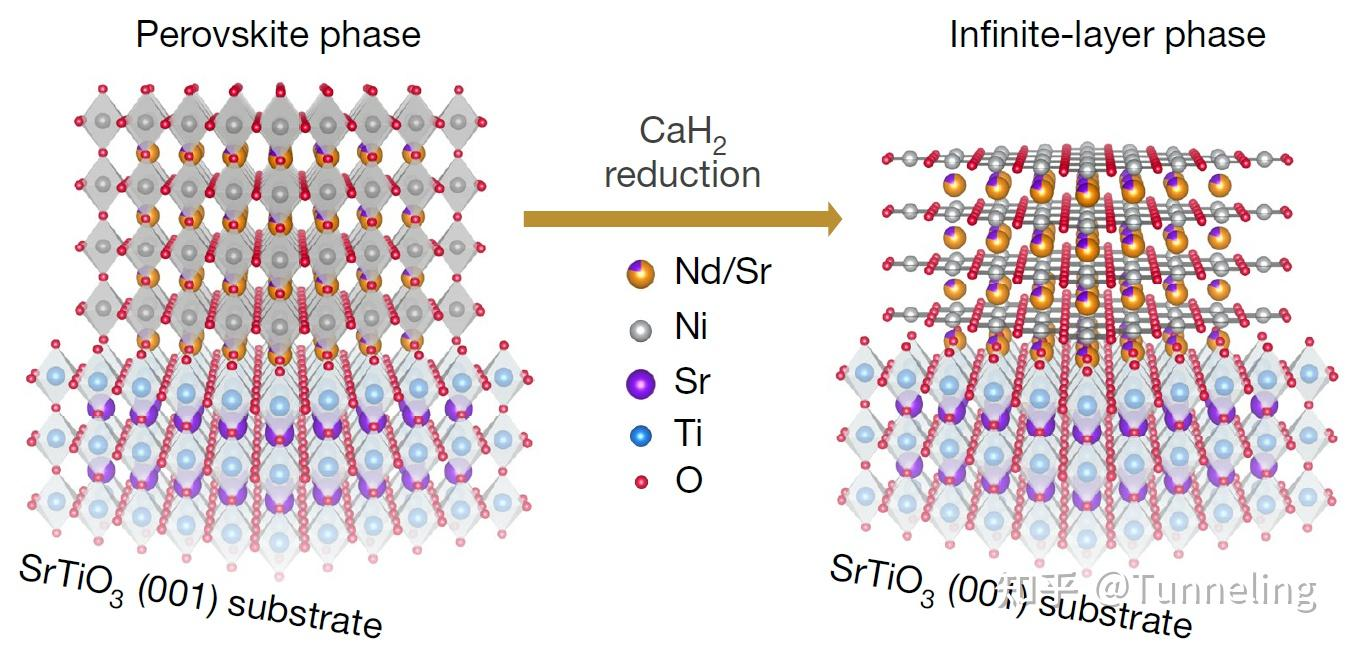 Perovskite phase
Infinite-layer phase
CaH2
reduction
Nd/Sr
Ni
Sr
Ti
O
SrTiO3 (001) substrate
SrTiO3 (001) substrate
知乎 @Tunneling